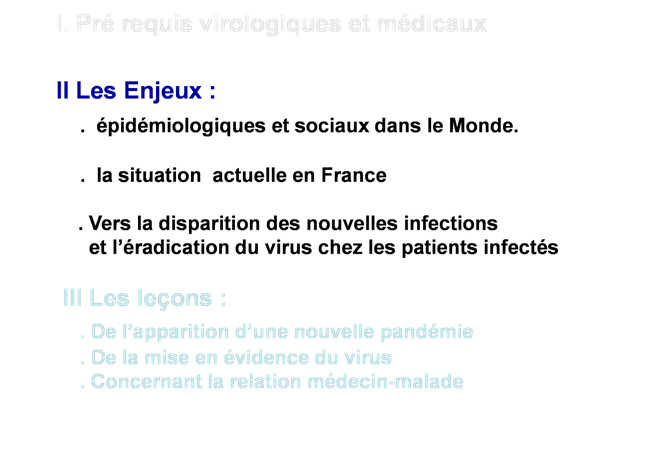 I. Pré requis virologiques et médicaux
II Les Enjeux :
. épidémiologiques et sociaux dans le Monde.
. la situation actuelle en France
. Vers la disparition des nouvelles infections
et l’éradication du virus chez les patients infectés
III Les leçons :
. De l’apparition d’une nouvelle pandémie
. De la mise en évidence du virus
. Concernant la relation médecin-malade